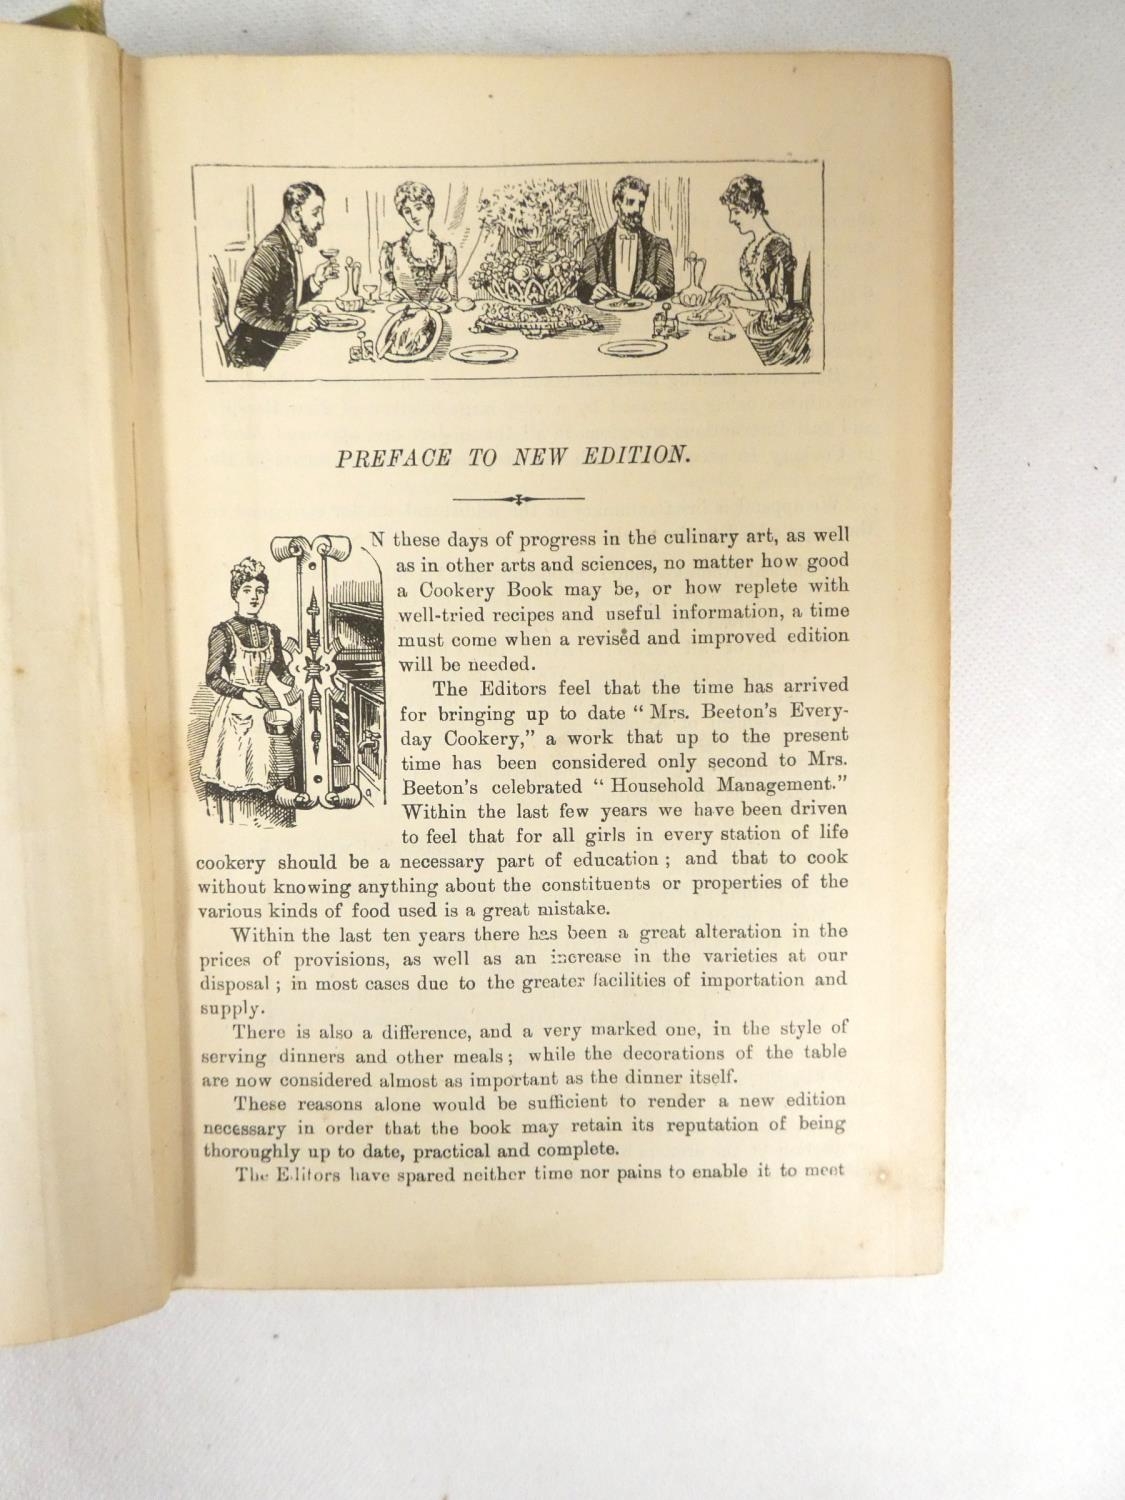 PREFACE TO NEW EDITION.
IN these days of progress in the culinary art, as well
as in other arts and sciences, no matter how good
a Cookery Book may be, or how replete with
well-tried recipes and useful information, a time
must come when a revised and improved edition
will be needed.
The Editors feel that the time has arrived
for bringing up to date “ Mrs. Beeton’s Every-
day Cookery,” a work that up to the present
time has been considered only second to Mrs.
Beeton’s celebrated “ Household Management.”
Within the last few years we have been driven
to feel that for all girls in every station of life
cookery should be a necessary part of education ; and that to cook
without knowing anything about the constituents or properties of the
various kinds of food used is a great mistake.
Within the last ten years there has been a great alteration in the
prices of provisions, as well as an increase in the varieties at our
disposal ; in most cases due to the greater facilities of importation and
supply.
There is also a difference, and a very marked one, in the style of
serving dinners and other meals ; while the decorations of the table
are now considered almost as important as the dinner itself.
These reasons alone would be sufficient to render a new edition
necessary in order that the book may retain its reputation of being
thoroughly up to date, practical and complete.
The Editors have spared neither time nor pains to enable it to meet